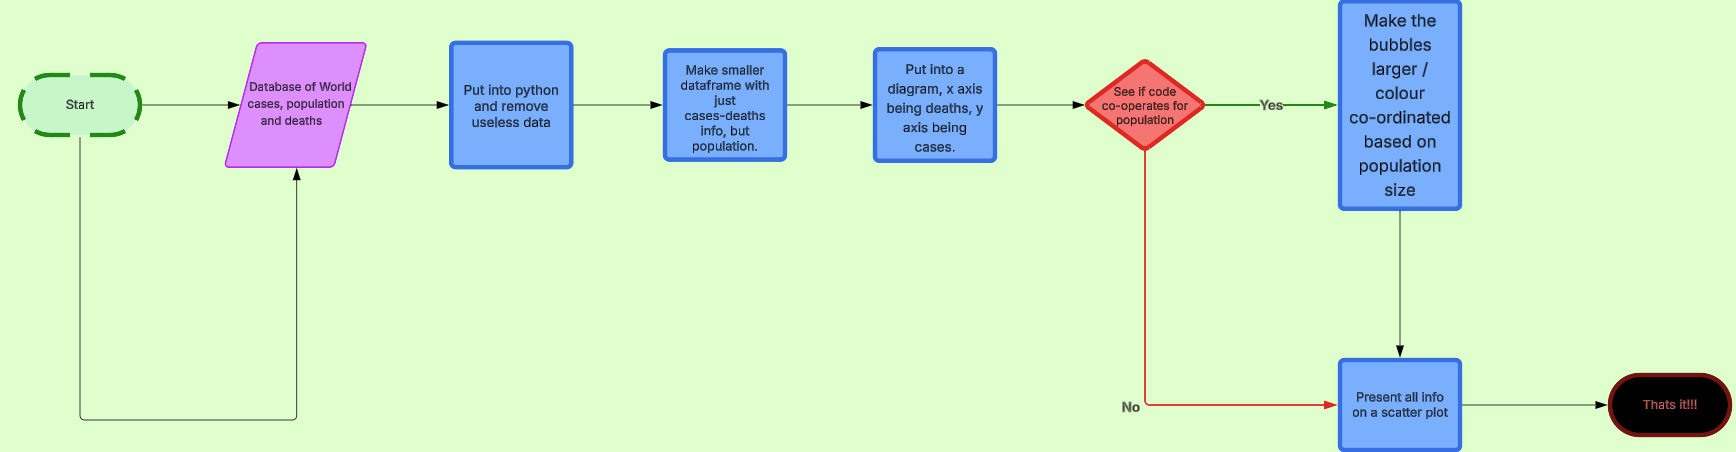 Start
Database of World
cases, population
and deaths
Put into python
and remove
useless data
Make smaller
dataframe with
just
cases-deaths
info, but
population.
Put into a
diagram, x axis
being deaths, y
axis being
cases.
See if code
co-operates for
population
Yes
Make the
bubbles
larger /
colour
co-ordinated
based on
population
size
No
Present all info
on a scatter plot
Thats it!!!